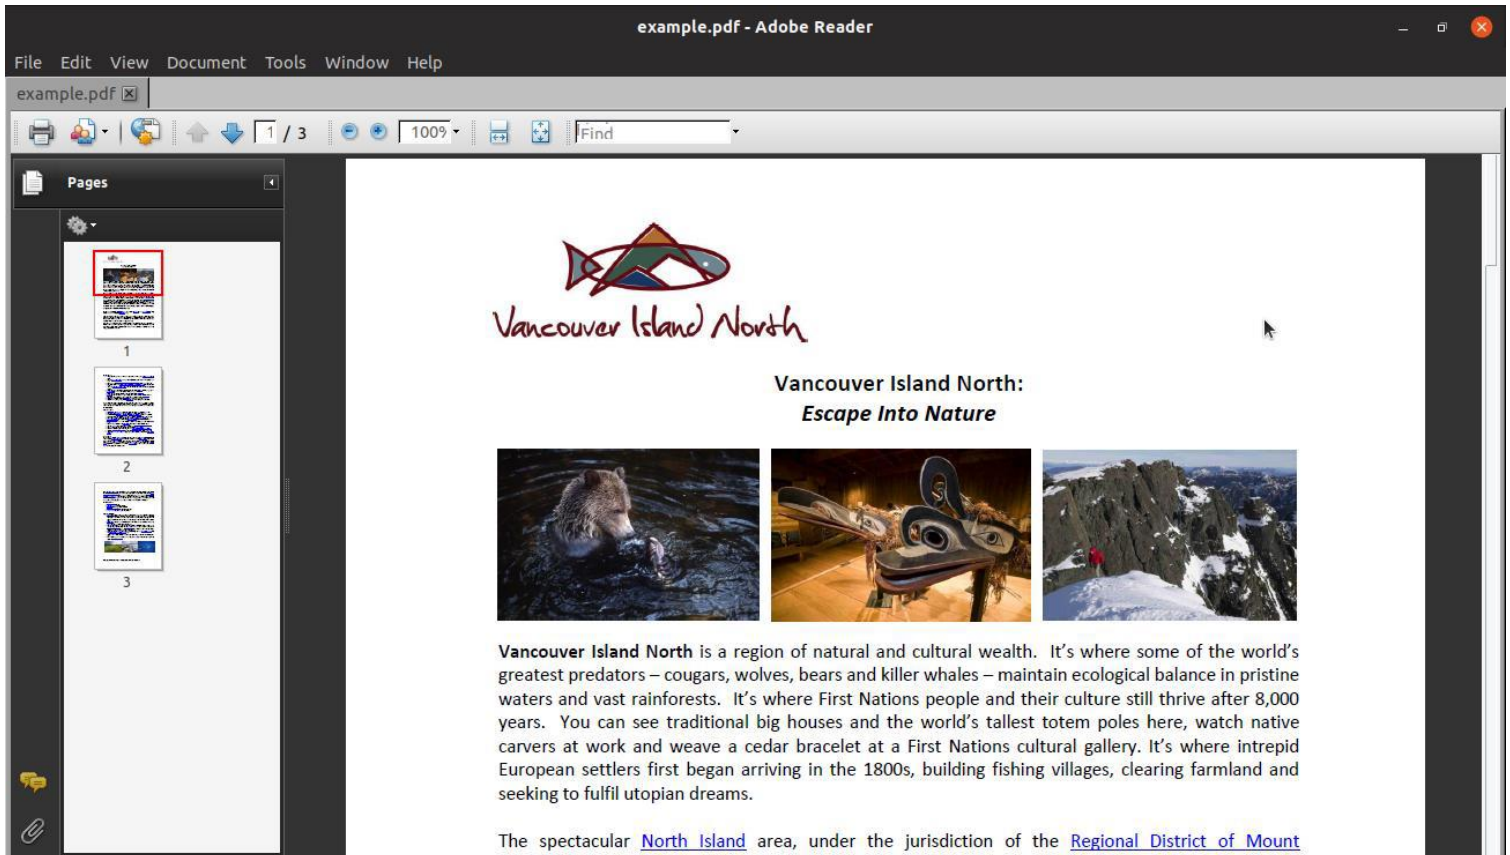 example.pdf - Adobe Reader
File Edit View Document Tools Window Help
example.pdf
1 / 3 100% Find
Pages
1
2
3
Vancouver Island North
Vancouver Island North:
Escape Into Nature
Vancouver Island North is a region of natural and cultural wealth. It's where some of the world's
greatest predators – cougars, wolves, bears and killer whales – maintain ecological balance in pristine
waters and vast rainforests. It's where First Nations people and their culture still thrive after 8,000
years. You can see traditional big houses and the world's tallest totem poles here, watch native
carvers at work and weave a cedar bracelet at a First Nations cultural gallery. It's where intrepid
European settlers first began arriving in the 1800s, building fishing villages, clearing farmland and
seeking to fulfil utopian dreams.
The spectacular North Island area, under the jurisdiction of the Regional District of Mount